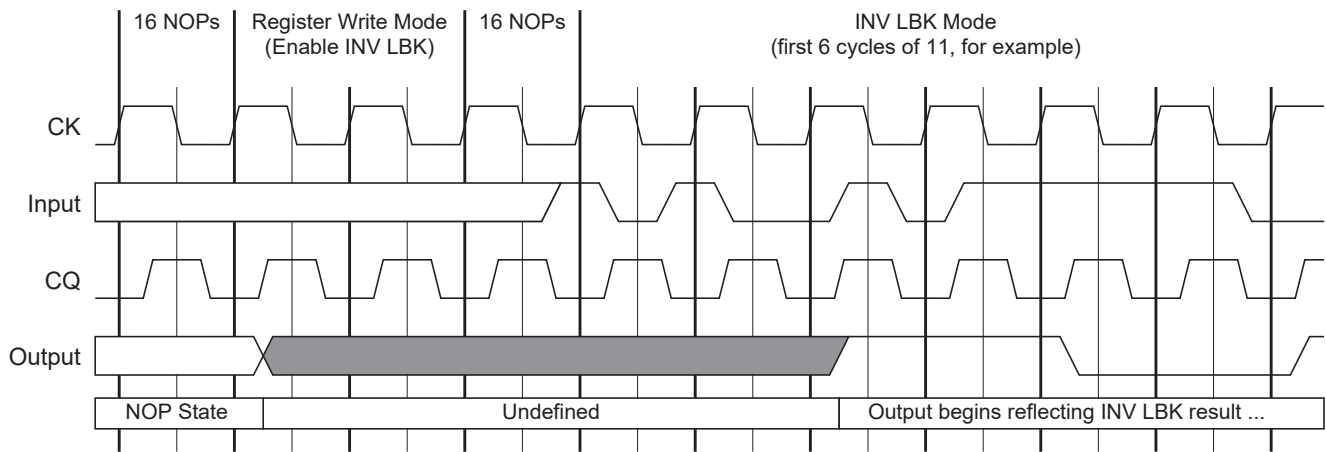 16 NOPs
Register Write Mode
(Enable INV LBK)
16 NOPs
INV LBK Mode
(first 6 cycles of 11, for example)
CK
Input
CQ
Output
NOP State
Undefined
Output begins reflecting INV LBK result ...